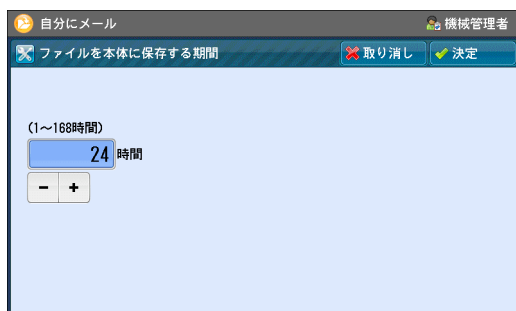 自分にメール
機械管理者
ファイルを本体に保存する期間
取り消し
決定
(1～168時間)
24 時間
- +